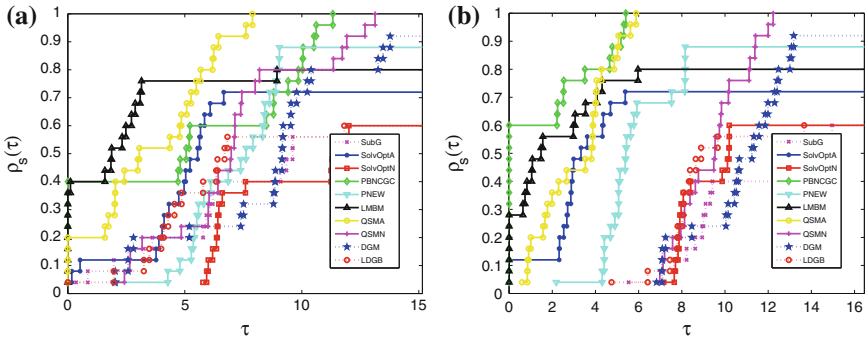 (a)
ρs(τ)
1
0.9
0.8
0.7
0.6
0.5
0.4
0.3
0.2
0.1
0
0 5 10 15
τ
SubG
SolvOptA
SolvOptN
PBNCGC
PNEW
LMBM
QSMA
QSMN
DGM
LDGB
(b)
ρs(τ)
1
0.9
0.8
0.7
0.6
0.5
0.4
0.3
0.2
0.1
0
0 2 4 6 8 10 12 14 16
τ
SubG
SolvOptA
SolvOptN
PBNCGC
PNEW
LMBM
QSMA
QSMN
DGM
LDGB